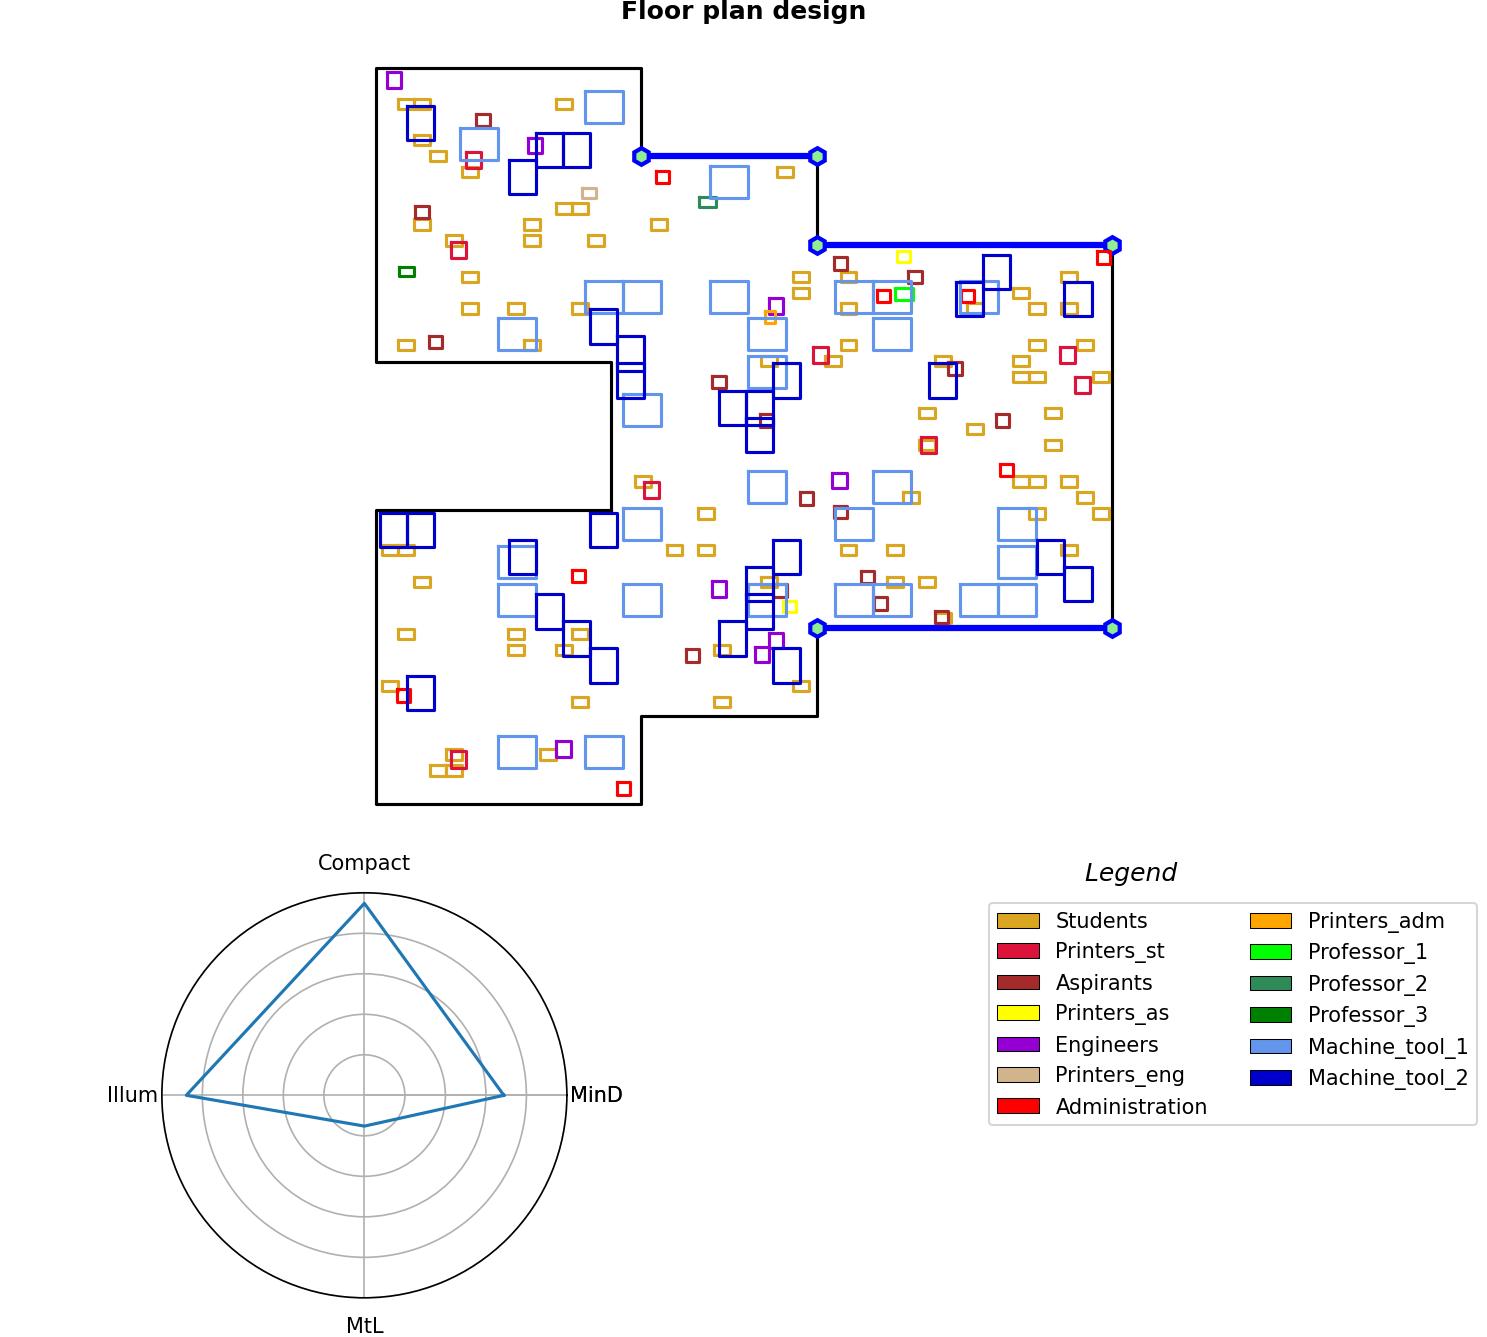 Floor plan design
Compact
Illum
MinD
MtL
Legend
Students
Printers_st
Aspirants
Printers_as
Engineers
Printers_eng
Administration
Printers_adm
Professor_1
Professor_2
Professor_3
Machine_tool_1
Machine_tool_2